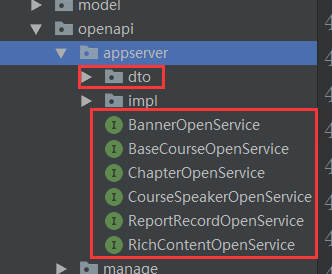 model
openapi
appserver
dto
impl
BannerOpenService
BaseCourseOpenService
ChapterOpenService
CourseSpeakerOpenService
ReportRecordOpenService
RichContentOpenService
manage